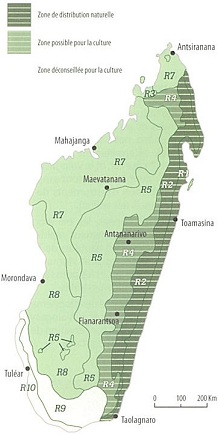 Zone de distribution naturelle
Zone possible pour la culture
Zone déconseillée pour la culture
Antsiranana
R7
R3
R4
Mahajanga
R7
Maevatanana
R1
R2
R5
R7
Toamasina
Antananarivo
R4
Morondava
R8
R2
Fianarantsoa
R5
R5
Tuléar
R10
R8
R5
R4
R9
Taolagnaro
0
100
200 Km